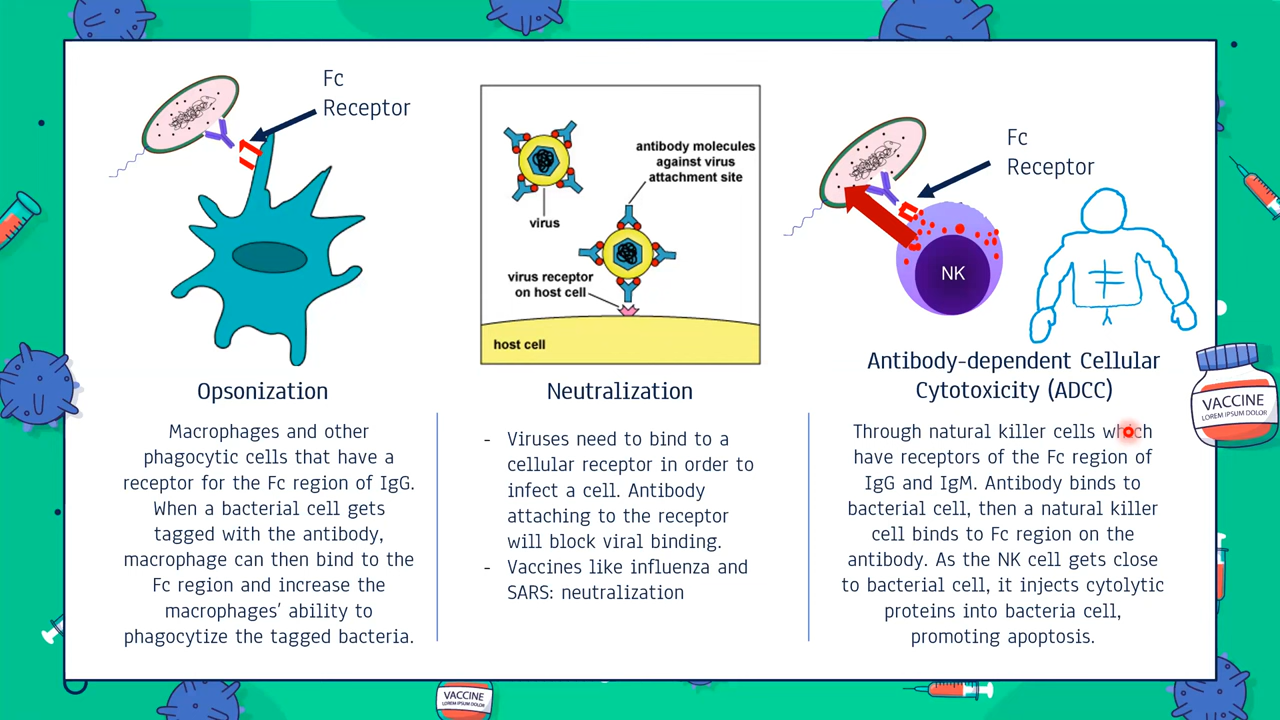 Fc
Receptor
Opsonization
Macrophages and other
phagocytic cells that have a
receptor for the Fc region of IgG.
When a bacterial cell gets
tagged with the antibody,
macrophage can then bind to the
Fc region and increase the
macrophages' ability to
phagocytize the tagged bacteria.
antibody molecules
against virus
attachment site
virus
virus receptor
on host cell
host cell
Neutralization
- Viruses need to bind to a
cellular receptor in order to
infect a cell. Antibody
attaching to the receptor
will block viral binding.
- Vaccines like influenza and
SARS: neutralization
Fc
Receptor
NK
Antibody-dependent Cellular
Cytotoxicity (ADCC)
Through natural killer cells which
have receptors of the Fc region of
IgG and IgM. Antibody binds to
bacterial cell, then a natural killer
cell binds to Fc region on the
antibody. As the NK cell gets close
to bacterial cell, it injects cytolytic
proteins into bacteria cell,
promoting apoptosis.
VACCINE
LOREM IPSUM DOLOR
VACCINE
LOREM IPSUM DOLOR